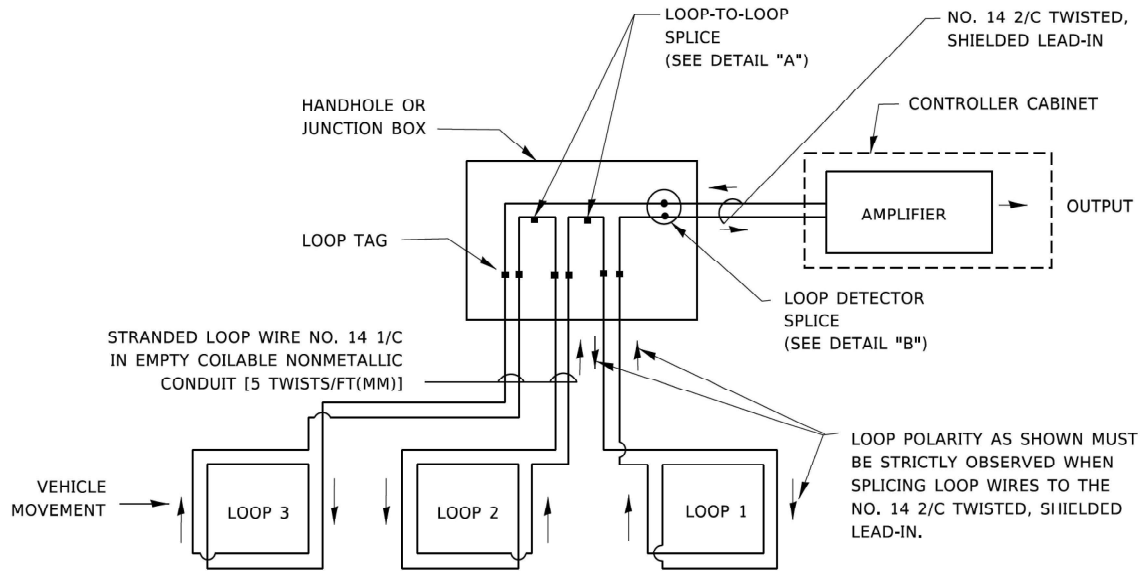 LOOP-TO-LOOP
SPLICE
(SEE DETAIL "A")
NO. 14 2/C TWISTED,
SHIELDED LEAD-IN
HANDHOLE OR
JUNCTION BOX
CONTROLLER CABINET
AMPLIFIER
OUTPUT
LOOP TAG
LOOP DETECTOR
SPLICE
(SEE DETAIL "B")
STRANDED LOOP WIRE NO. 14 1/C
IN EMPTY COILABLE NONMETALLIC
CONDUIT [5 TWISTS/FT(MM)]
LOOP POLARITY AS SHOWN MUST
BE STRICTLY OBSERVED WHEN
SPLICING LOOP WIRES TO THE
NO. 14 2/C TWISTED, SHIELDED
LEAD-IN.
VEHICLE
MOVEMENT
LOOP 3
LOOP 2
LOOP 1